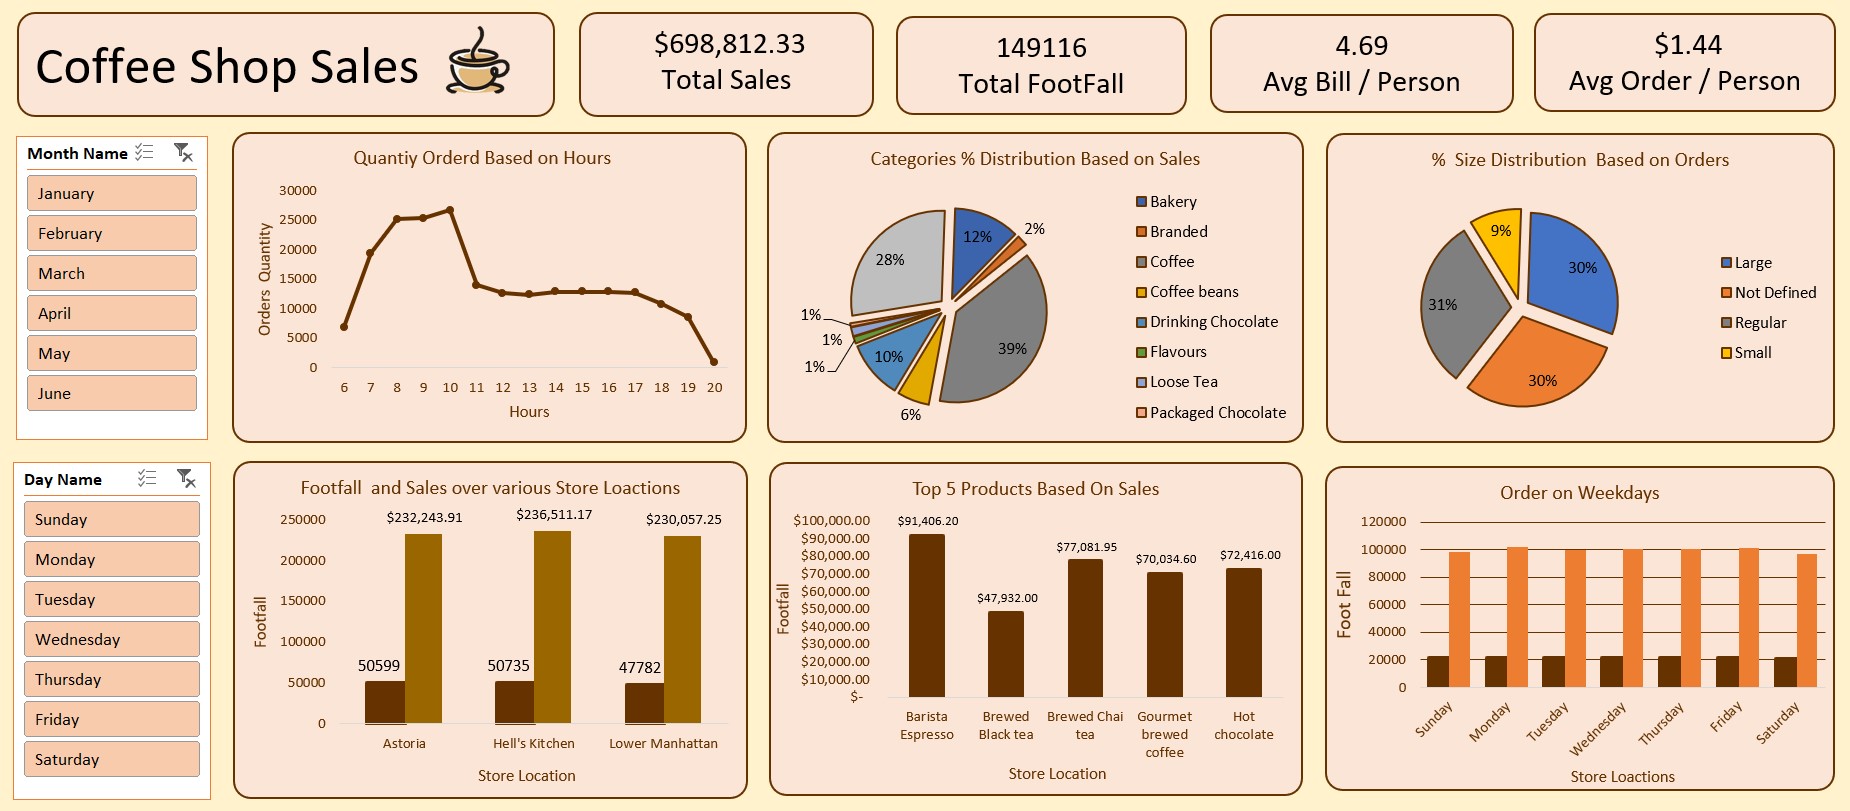 Coffee Shop Sales
$698,812.33
Total Sales
149116
Total FootFall
4.69
Avg Bill / Person
$1.44
Avg Order / Person
Month Name
January
February
March
April
May
June
Quantiy Orderd Based on Hours
Orders Quantity
30000
25000
20000
15000
10000
5000
0
6 7 8 9 10 11 12 13 14 15 16 17 18 19 20
Hours
Categories % Distribution Based on Sales
12%
2%
39%
6%
10%
1%
1%
1%
28%
Bakery
Branded
Coffee
Coffee beans
Drinking Chocolate
Flavours
Loose Tea
Packaged Chocolate
% Size Distribution Based on Orders
30%
30%
31%
9%
Large
Not Defined
Regular
Small
Day Name
Sunday
Monday
Tuesday
Wednesday
Thursday
Friday
Saturday
Footfall and Sales over various Store Loactions
Footfall
250000
200000
150000
100000
50000
0
$232,243.91
$236,511.17
$230,057.25
50599
50735
47782
Astoria
Hell's Kitchen
Lower Manhattan
Store Location
Top 5 Products Based On Sales
Footfall
$100,000.00
$90,000.00
$80,000.00
$70,000.00
$60,000.00
$50,000.00
$40,000.00
$30,000.00
$20,000.00
$10,000.00
$-
$91,406.20
$47,932.00
$77,081.95
$70,034.60
$72,416.00
Barista
Espresso
Brewed
Black tea
Brewed Chai
tea
Gourmet
brewed
coffee
Hot
chocolate
Store Location
Order on Weekdays
Foot Fall
120000
100000
80000
60000
40000
20000
0
Sunday
Monday
Tuesday
Wednesday
Thursday
Friday
Saturday
Store Loactions